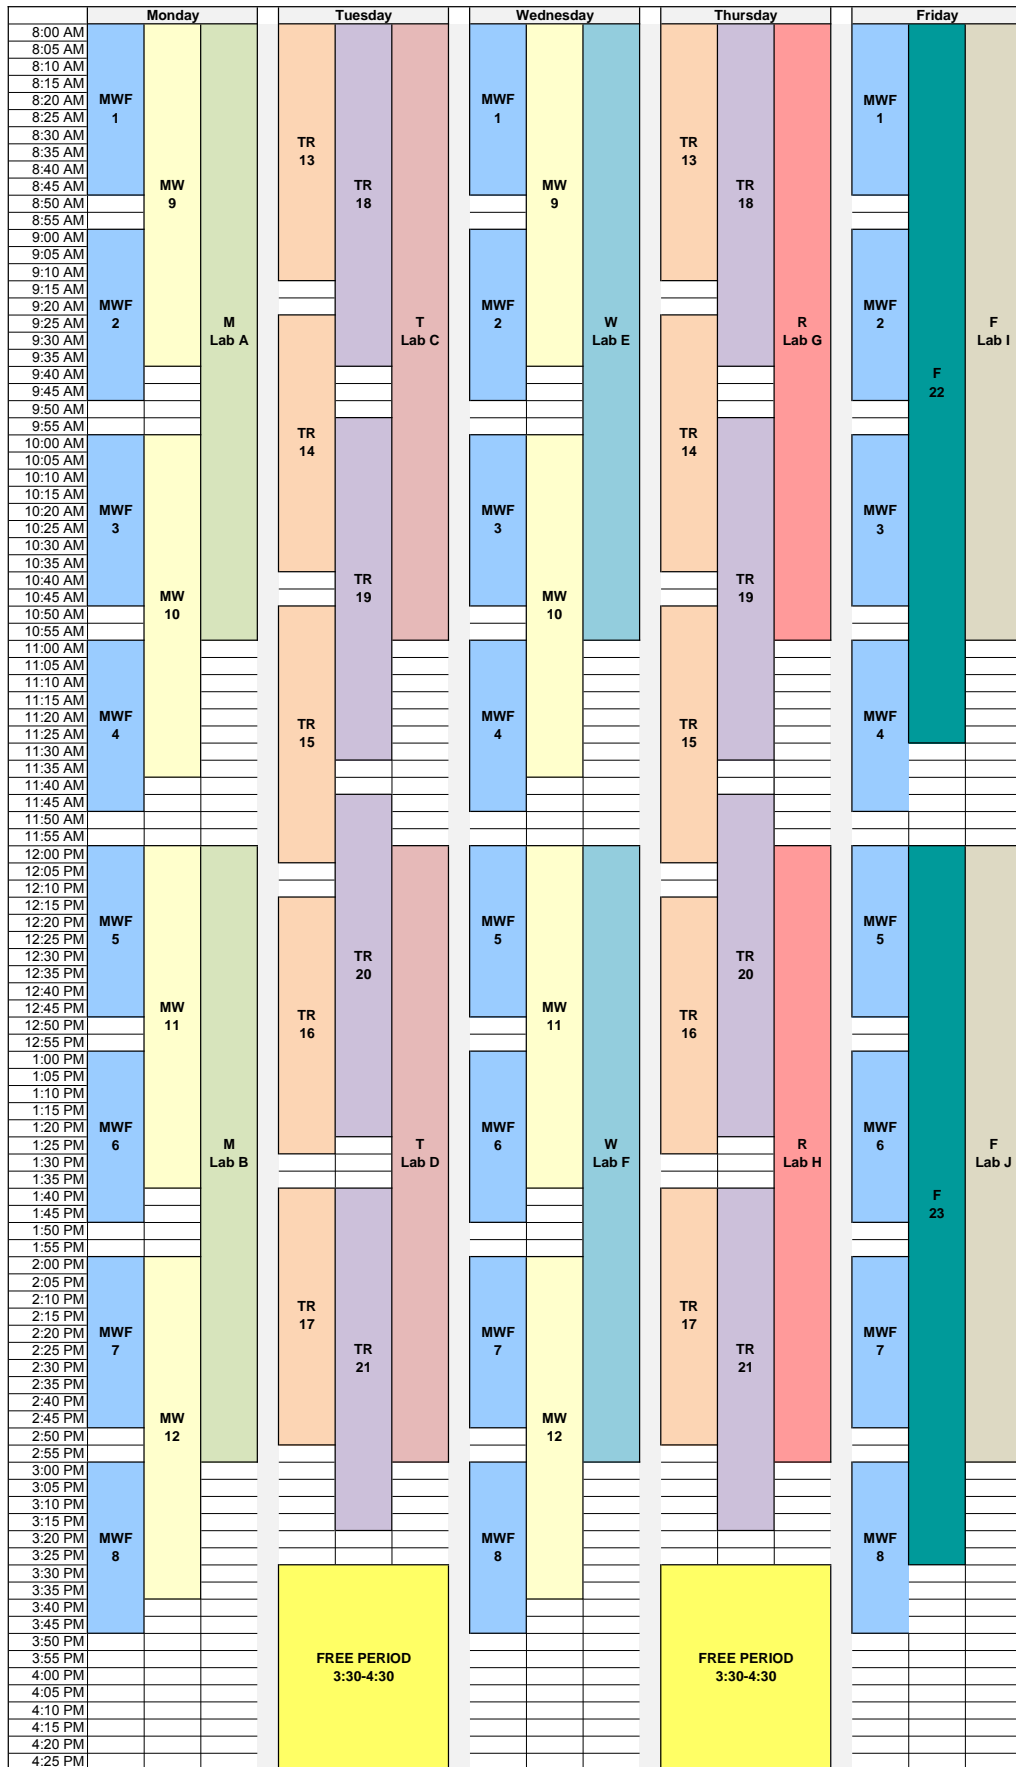 Monday Tuesday Wednesday Thursday Friday
8:00 AM
8:05 AM
8:10 AM
8:15 AM
8:20 AM MWF MWF MWF
8:25 AM 1 1 1
8:30 AM TR TR
8:35 AM 13 13
8:40 AM
8:45 AM MW TR MW TR
8:50 AM 9 18 9 18
8:55 AM
9:00 AM
9:05 AM
9:10 AM
9:15 AM
9:20 AM MWF MWF MWF
9:25 AM 2 M T 2 W R 2 F
9:30 AM Lab A Lab C Lab E Lab G Lab I
9:35 AM
9:40 AM F
9:45 AM 22
9:50 AM
9:55 AM
10:00 AM TR TR
10:05 AM 14 14
10:10 AM
10:15 AM
10:20 AM MWF MWF MWF
10:25 AM 3 3 3
10:30 AM
10:35 AM
10:40 AM TR TR
10:45 AM MW 19 MW 19
10:50 AM 10 10
10:55 AM
11:00 AM
11:05 AM
11:10 AM
11:15 AM
11:20 AM MWF MWF MWF
11:25 AM 4 TR 4 TR 4
11:30 AM 15 15
11:35 AM
11:40 AM
11:45 AM
11:50 AM
11:55 AM
12:00 PM
12:05 PM
12:10 PM
12:15 PM
12:20 PM MWF MWF MWF
12:25 PM 5 5 5
12:30 PM TR TR
12:35 PM 20 20
12:40 PM
12:45 PM MW TR MW TR
12:50 PM 11 16 11 16
12:55 PM
1:00 PM
1:05 PM
1:10 PM
1:15 PM
1:20 PM MWF MWF MWF
1:25 PM 6 M T 6 W R 6 F
1:30 PM Lab B Lab D Lab F Lab H Lab J
1:35 PM
1:40 PM F
1:45 PM 23
1:50 PM
1:55 PM
2:00 PM
2:05 PM
2:10 PM TR TR
2:15 PM 17 17
2:20 PM MWF MWF MWF
2:25 PM 7 TR 7 TR 7
2:30 PM 21 21
2:35 PM
2:40 PM
2:45 PM MW MW
2:50 PM 12 12
2:55 PM
3:00 PM
3:05 PM
3:10 PM
3:15 PM
3:20 PM MWF MWF MWF
3:25 PM 8 8 8
3:30 PM
3:35 PM
3:40 PM
3:45 PM
3:50 PM
3:55 PM FREE PERIOD FREE PERIOD
4:00 PM 3:30-4:30 3:30-4:30
4:05 PM
4:10 PM
4:15 PM
4:20 PM
4:25 PM